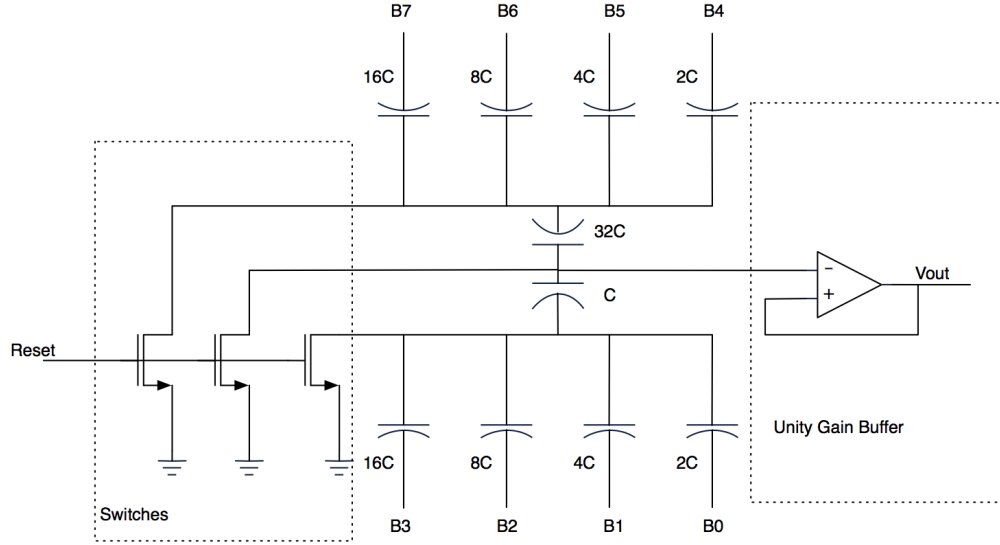 B7 B6 B5 B4
16C 8C 4C 2C
32C
C
−
+
Vout
Reset
Unity Gain Buffer
16C 8C 4C 2C
Switches
B3 B2 B1 B0